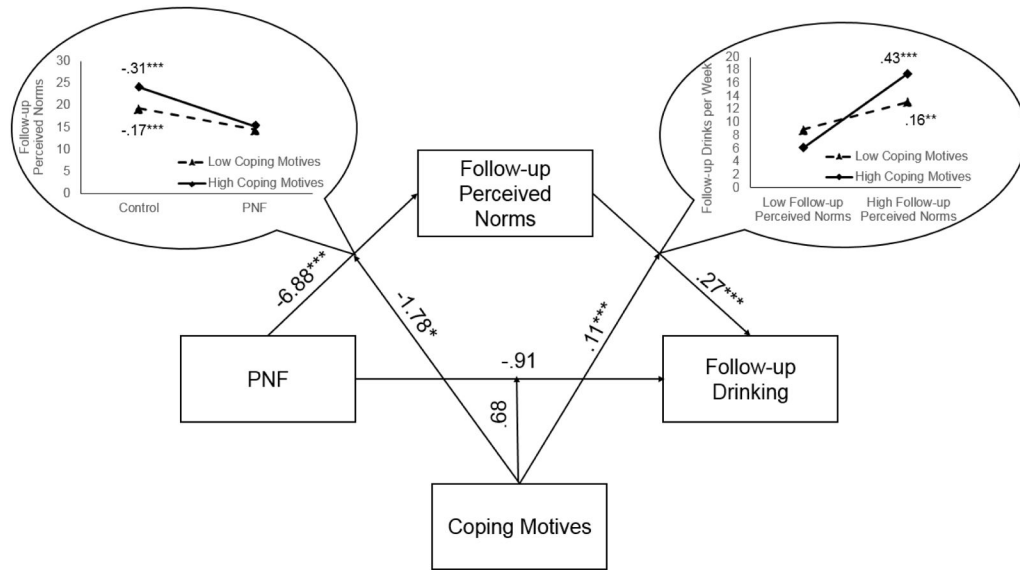 30
25
20
15
10
5
0
Follow-up
Perceived Norms
-.31***
-.17***
Low Coping Motives
High Coping Motives
Control
PNF
20
18
16
14
12
10
8
6
4
2
0
Follow-up Drinks per Week
.43***
.16**
Low Coping Motives
High Coping Motives
Low Follow-up
Perceived Norms
High Follow-up
Perceived Norms
Follow-up
Perceived
Norms
-6.88***
-1.78*
.11***
.27***
PNF
-.91
.68
Follow-up
Drinking
Coping Motives